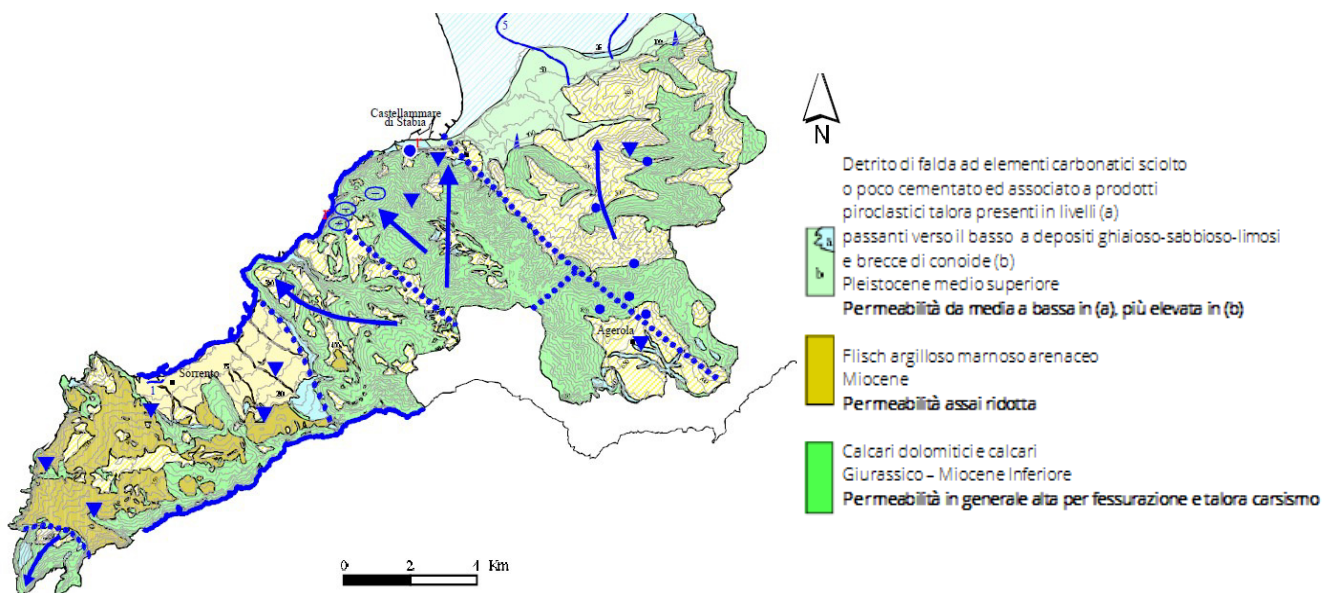 5
Castellammare
di Stabia
Sorrento
Agerola
1
0 2 4 Km
N
Detrito di falda ad elementi carbonatici sciolto
o poco cementato ed associato a prodotti
piroclastici talora presenti in livelli (a)
passanti verso il basso a depositi ghiaioso-sabbioso-limosi
e brecce di conoide (b)
Pleistocene medio superiore
Permeabilità da media a bassa in (a), più elevata in (b)
a
b
Flisch argilloso marnoso arenaceo
Miocene
Permeabilità assai ridotta
Calcari dolomitici e calcari
Giurassico – Miocene Inferiore
Permeabilità in generale alta per fessurazione e talora carsismo